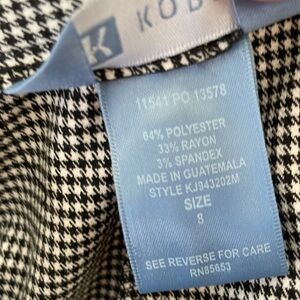 K KOB
11541 PO 13578
64% POLYESTER
33% RAYON
3% SPANDEX
MADE IN GUATEMALA
STYLE KJ943202M
SIZE
8
SEE REVERSE FOR CARE
RN85653